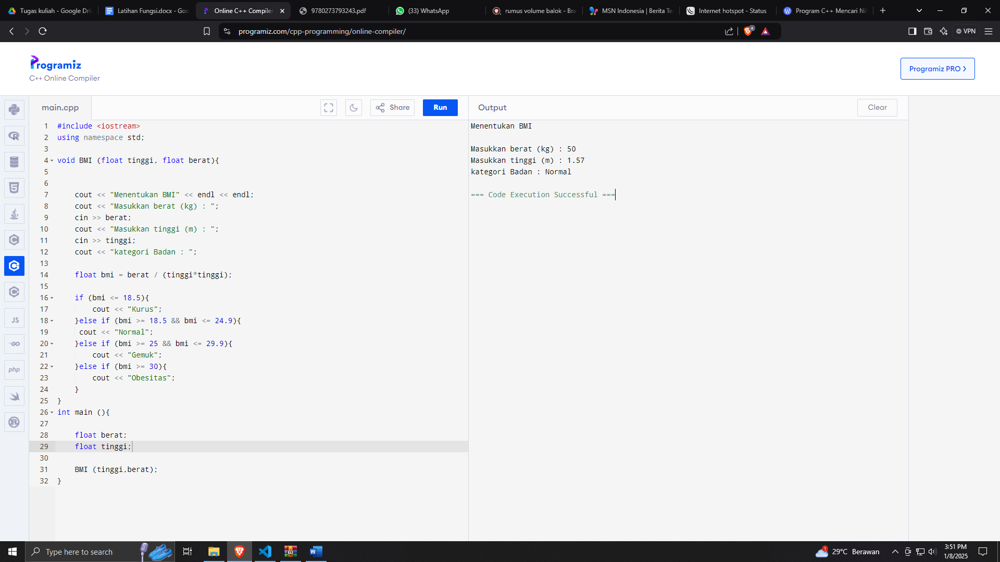 Tugas kuliah - Google Dri
Latihan Fungsi.docx - Goo
Online C++ Compiler
9780273793243.pdf
(33) WhatsApp
rumus volume balok - Bra
MSN Indonesia | Berita Te
Internet hotspot - Status
Program C++ Mencari Nil
programiz.com/cpp-programming/online-compiler/
4
VPN
Programiz
C++ Online Compiler
Programiz PRO
main.cpp
Share
Run
Output
Clear
1 #include <iostream>
2 using namespace std;
3
4 void BMI (float tinggi, float berat){
5
6
7 cout << "Menentukan BMI" << endl << endl;
8 cout << "Masukkan berat (kg) : ";
9 cin >> berat;
10 cout << "Masukkan tinggi (m) : ";
11 cin >> tinggi;
12 cout << "kategori Badan : ";
13
14 float bmi = berat / (tinggi*tinggi);
15
16 if (bmi <= 18.5){
17 cout << "Kurus";
18 }else if (bmi >= 18.5 && bmi <= 24.9){
19 cout << "Normal";
20 }else if (bmi >= 25 && bmi <= 29.9){
21 cout << "Gemuk";
22 }else if (bmi >= 30){
23 cout << "Obesitas";
24 }
25 }
26 int main (){
27
28 float berat;
29 float tinggi;
30
31 BMI (tinggi,berat);
32 }
Menentukan BMI
Masukkan berat (kg) : 50
Masukkan tinggi (m) : 1.57
kategori Badan : Normal
=== Code Execution Successful ===
JS
GO
php
Type here to search
1
29°C Berawan
3:51 PM
1/8/2025